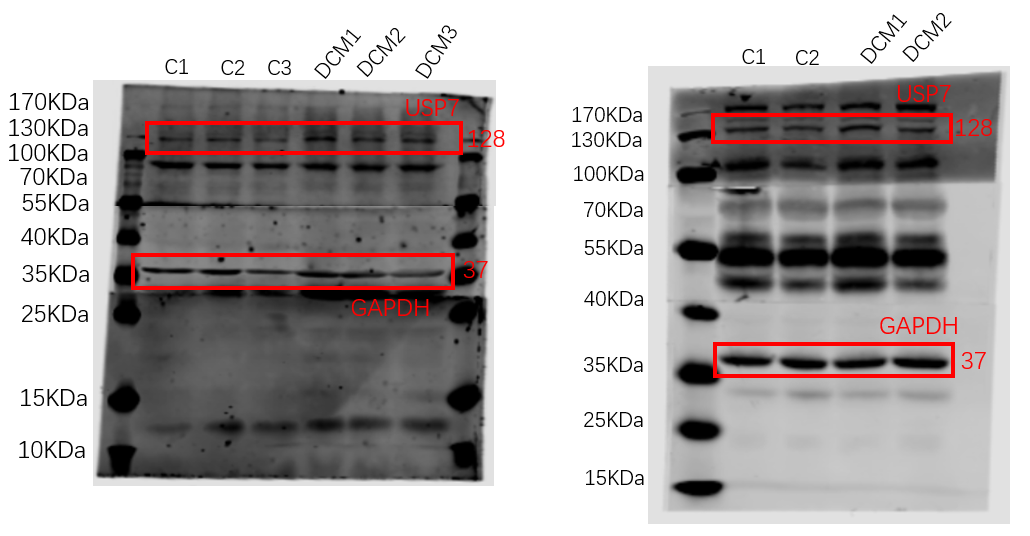 C1 C2 C3 DCM1 DCM2 DCM3
170KDa
130KDa
100KDa
70KDa
55KDa
40KDa
35KDa
25KDa
15KDa
10KDa
USP7
128
37
GAPDH
C1 C2 DCM1 DCM2
170KDa
130KDa
100KDa
70KDa
55KDa
40KDa
35KDa
25KDa
15KDa
USP7
128
GAPDH
37